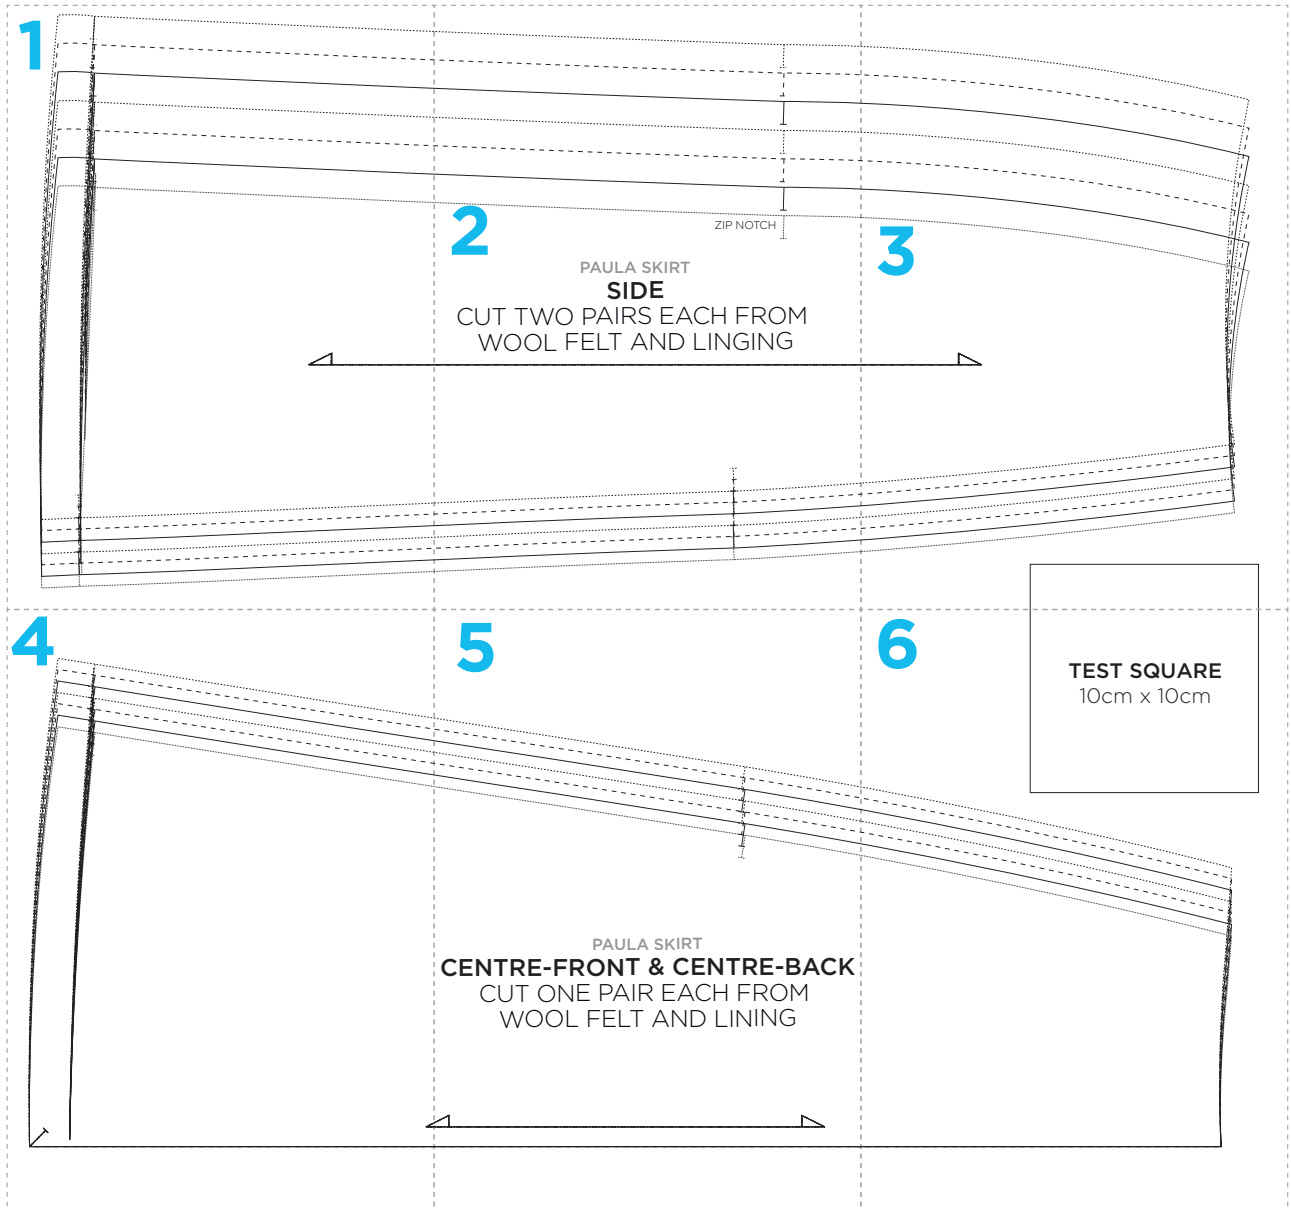 1
2
3
ZIP NOTCH
PAULA SKIRT
SIDE
CUT TWO PAIRS EACH FROM
WOOL FELT AND LINGING
4
5
6
TEST SQUARE
10cm x 10cm
PAULA SKIRT
CENTRE-FRONT & CENTRE-BACK
CUT ONE PAIR EACH FROM
WOOL FELT AND LINING